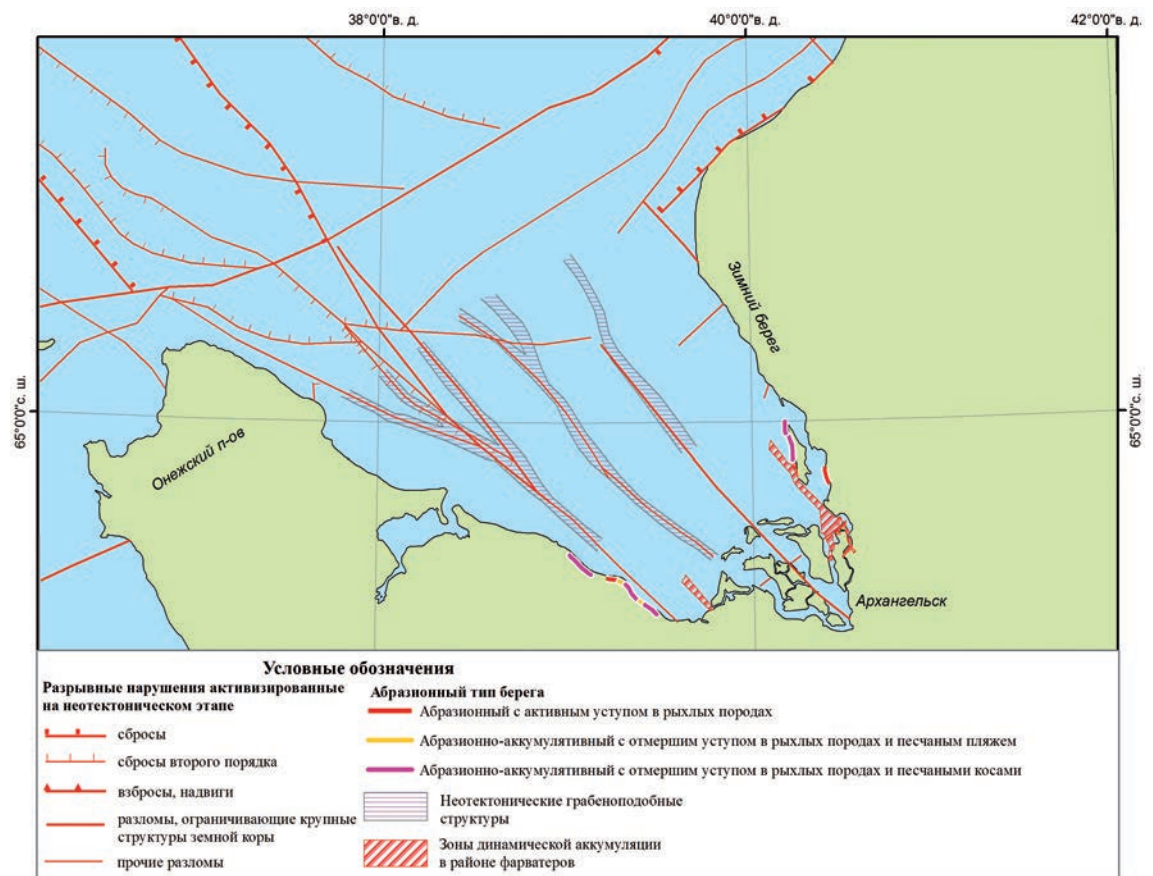 38°0'0"в. д.
40°0'0"в. д.
42°0'0"в. д.
65°0'0"с. ш.
65°0'0"с. ш.
Зимний берег
Онежский п-ов
Архангельск
Условные обозначения
Разрывные нарушения активизированные
на неотектоническом этапе
сбросы
сбросы второго порядка
взбросы, надвиги
разломы, ограничивающие крупные
структуры земной коры
прочие разломы
Абразионный тип берега
Абразионный с активным уступом в рыхлых породах
Абразионно-аккумулятивный с отмершим уступом в рыхлых породах и песчаным пляжем
Абразионно-аккумулятивный с отмершим уступом в рыхлых породах и песчаными косами
Неотектонические грабеноподобные
структуры
Зоны динамической аккумуляции
в районе фарватеров